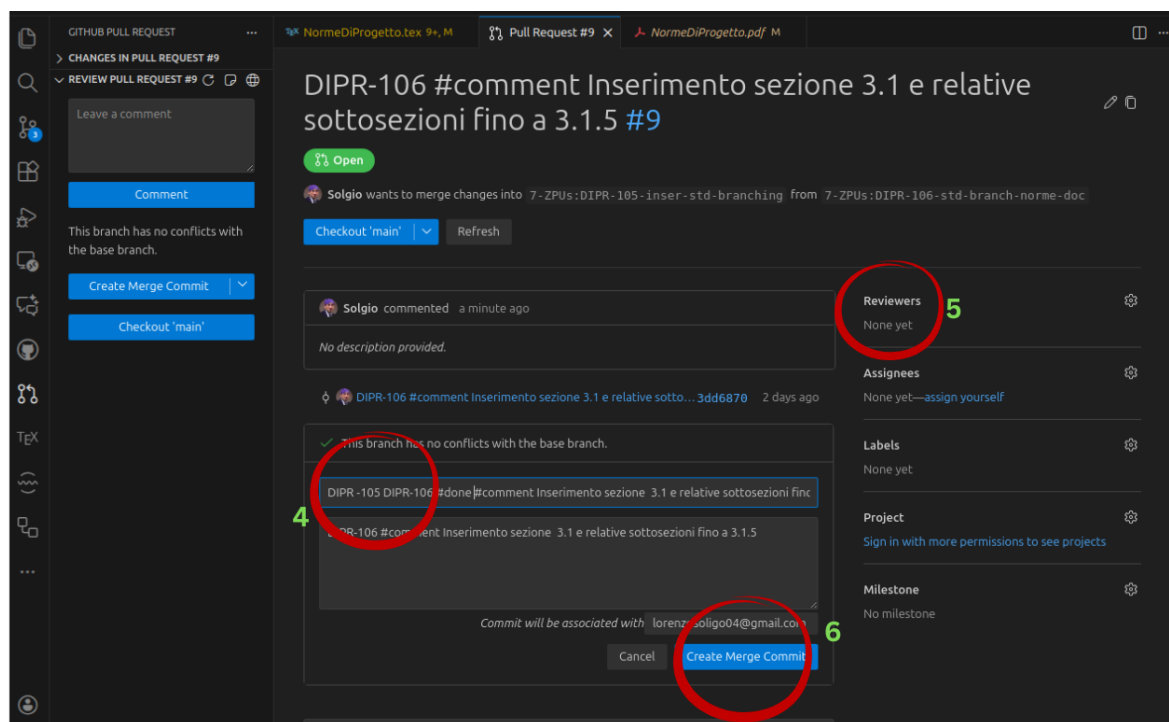 GITHUB PULL REQUEST
CHANGES IN PULL REQUEST #9
REVIEW PULL REQUEST #9
Leave a comment
Comment
This branch has no conflicts with
the base branch.
Create Merge Commit
Checkout 'main'
3
TEX
TEX NormeDiProgetto.tex 9+, M
Pull Request #9
NormeDiProgetto.pdf M
DIPR-106 #comment Inserimento sezione 3.1 e relative
sottosezioni fino a 3.1.5 #9
Open
Solgio wants to merge changes into 7-ZPUs:DIPR-105-inser-std-branching from 7-ZPUs:DIPR-106-std-branch-norme-doc
Checkout 'main' Refresh
Solgio commented a minute ago
No description provided.
DIPR-106 #comment Inserimento sezione 3.1 e relative sotto... 3dd6870 2 days ago
This branch has no conflicts with the base branch.
DIPR -105 DIPR-106 #done #comment Inserimento sezione 3.1 e relative sottosezioni fino
4
DIPR-106 #comment Inserimento sezione 3.1 e relative sottosezioni fino a 3.1.5
Commit will be associated with lorenzosoligo04@gmail.com
6
Cancel Create Merge Commit
Reviewers
5
None yet
Assignees
None yet—assign yourself
Labels
None yet
Project
Sign in with more permissions to see projects
Milestone
No milestone